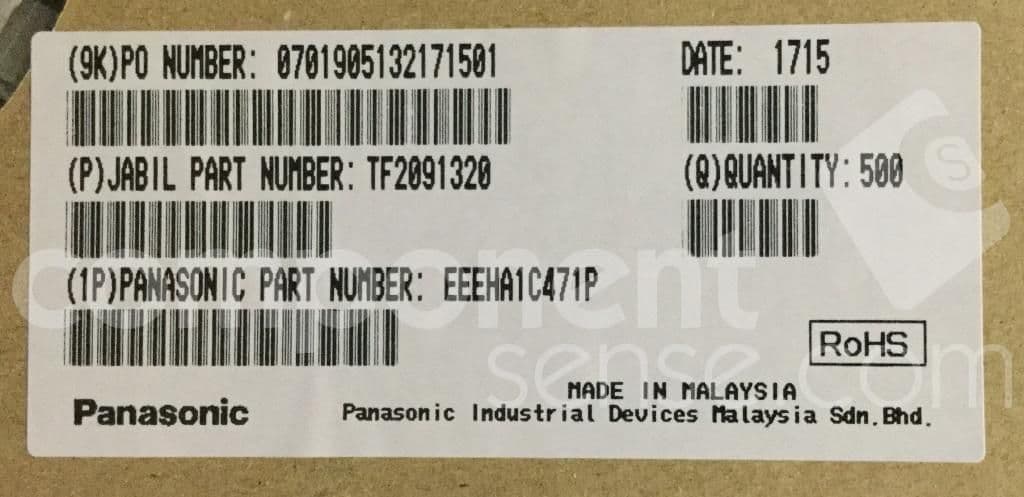 (9K)PO NUMBER: 0701905132171501
DATE: 1715
(P)JABIL PART NUMBER: TF2091320
(Q)QUANTITY: 500
(1P)PANASONIC PART NUMBER: EEEHA1C471P
RoHS
MADE IN MALAYSIA
Panasonic
Panasonic Industrial Devices Malaysia Sdn.Bhd.
component
sense.com
CS